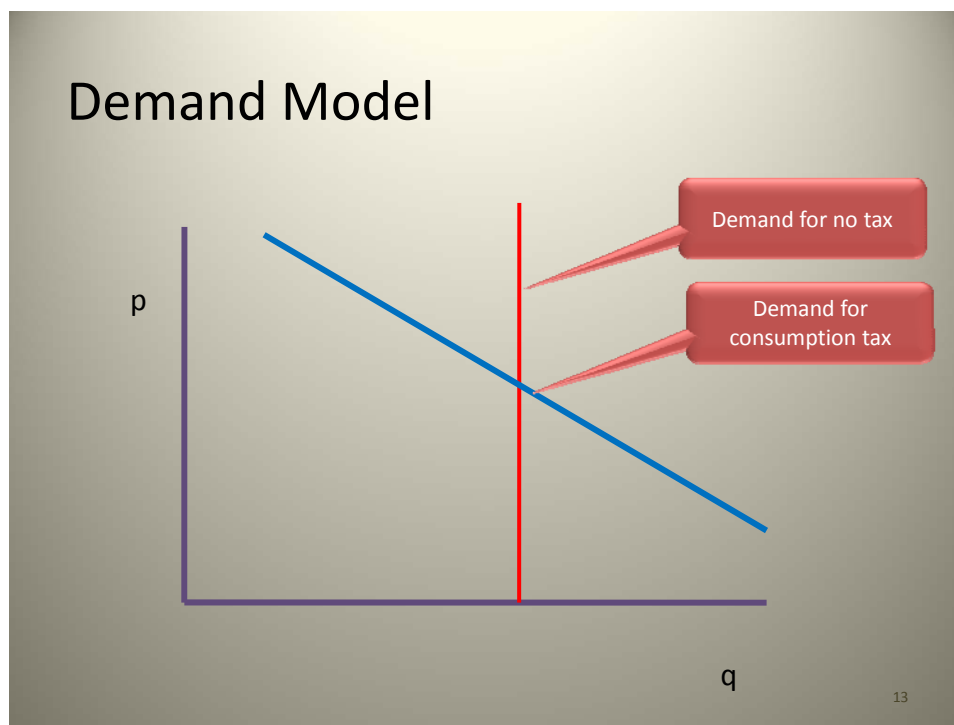 Demand Model
Demand for no tax
p
Demand for
consumption tax
q
13